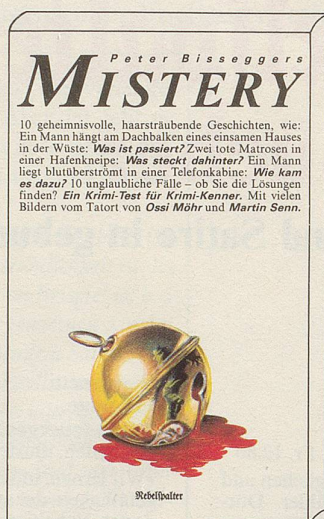 Peter Bisseggers
MISTERY
10 geheimnisvolle, haarsträubende Geschichten, wie:
Ein Mann hängt am Dachbalken eines einsamen Hauses
in der Wüste: Was ist passiert? Zwei tote Matrosen in
einer Hafenkneipe: Was steckt dahinter? Ein Mann
liegt blutüberströmt in einer Telefonkabine: Wie kam
es dazu? 10 unglaubliche Fälle – ob Sie die Lösungen
finden? Ein Krimi-Test für Krimi-Kenner. Mit vielen
Bildern vom Tatort von Ossi Möhr und Martin Senn.
Nebelspalter